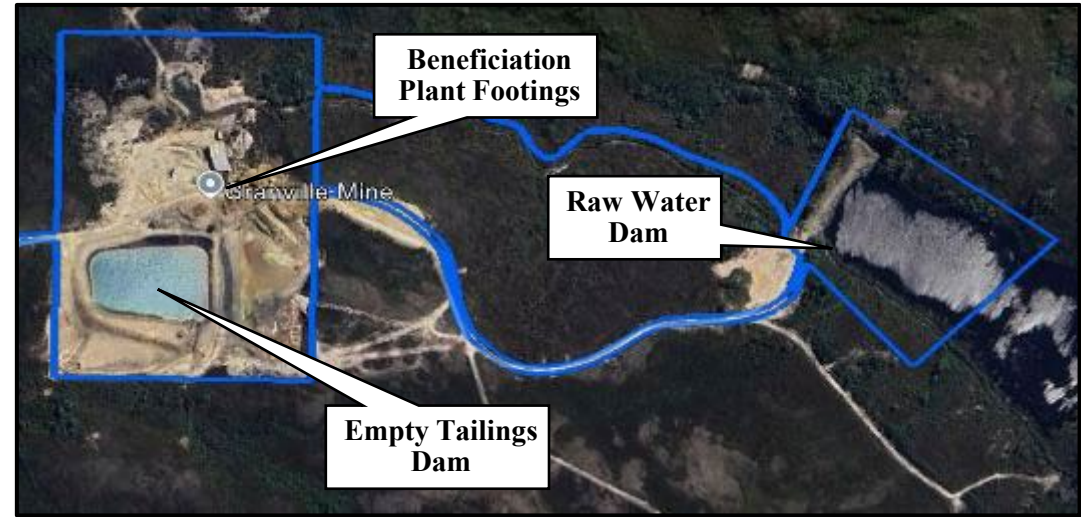 Beneficiation
Plant Footings
Granville Mine
Raw Water
Dam
Empty Tailings
Dam